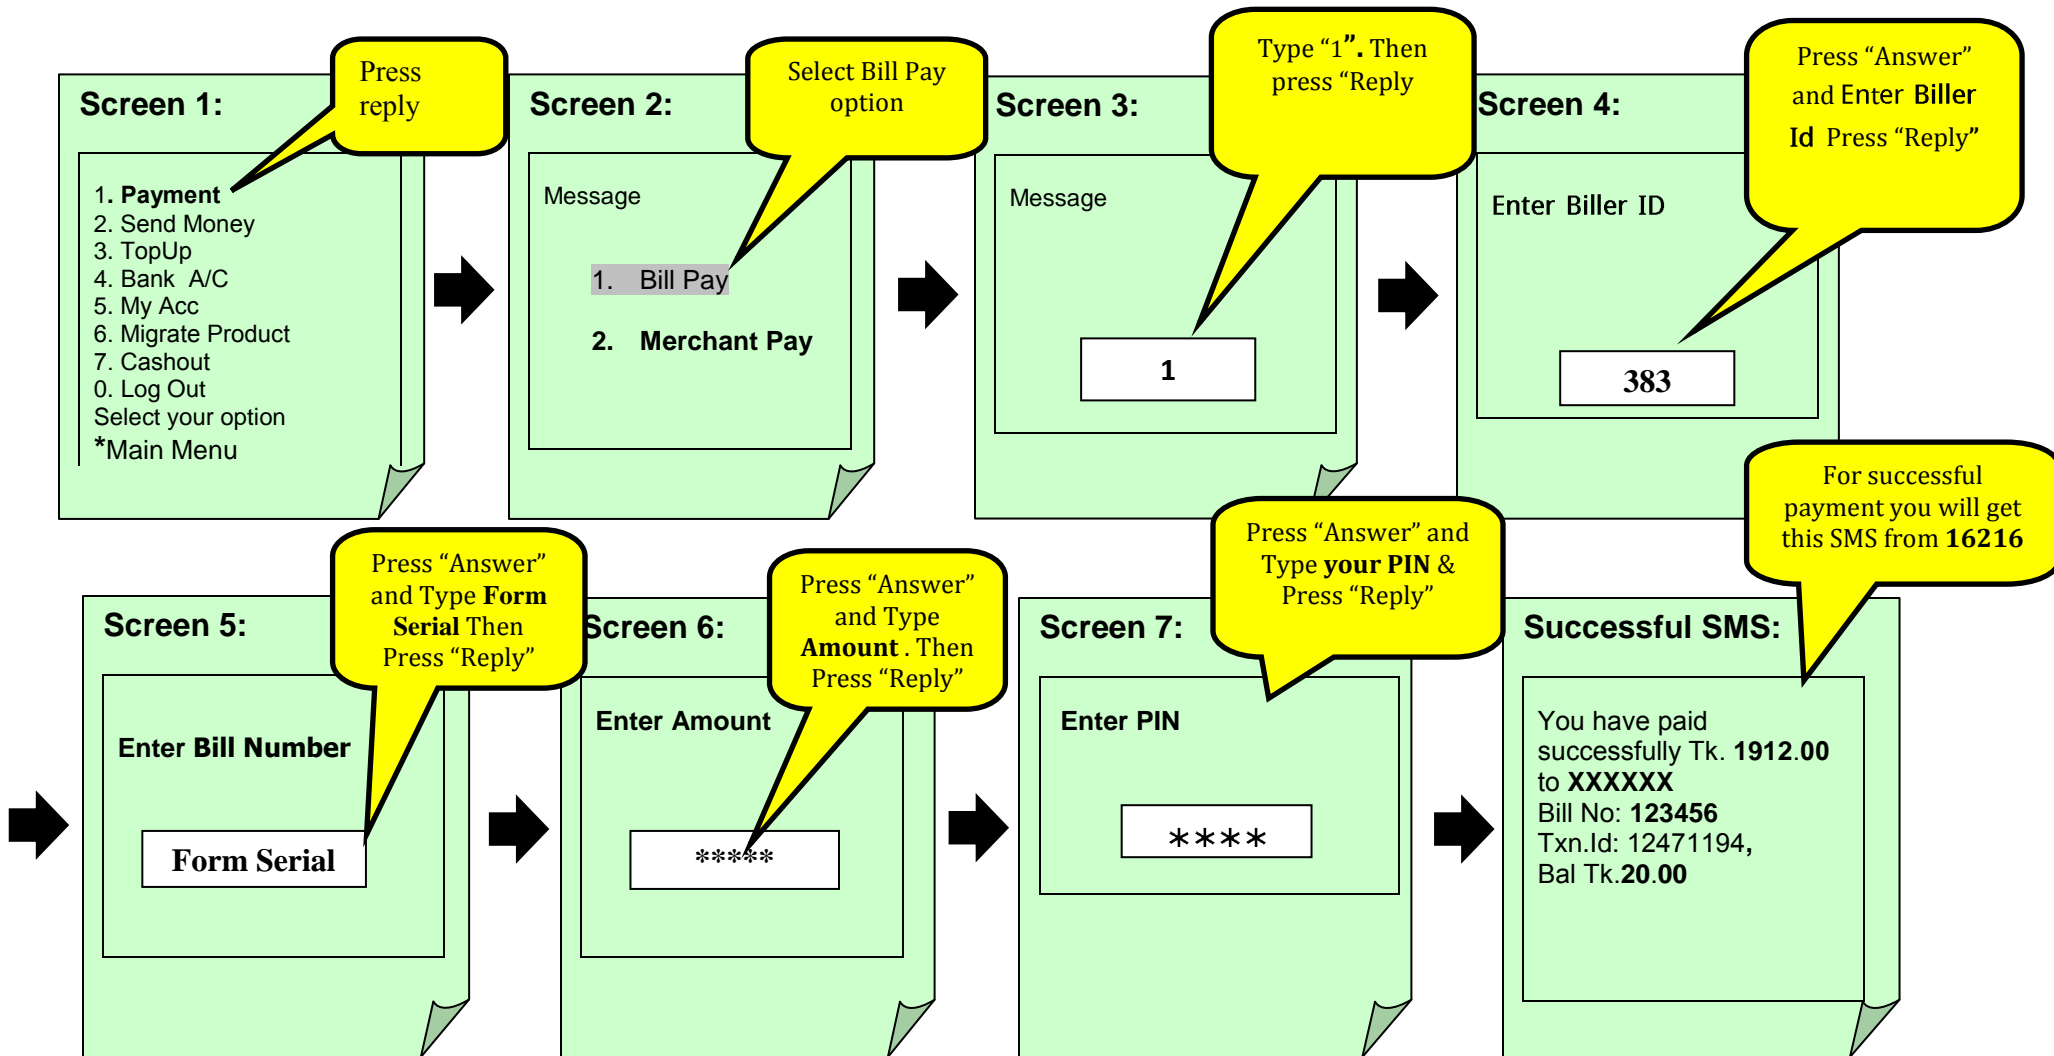 Screen 1:
Press
reply
1. Payment
2. Send Money
3. TopUp
4. Bank A/C
5. My Acc
6. Migrate Product
7. Cashout
0. Log Out
Select your option
*Main Menu
Screen 2:
Select Bill Pay
option
Message
1. Bill Pay
2. Merchant Pay
Screen 3:
Type “1”. Then
press “Reply
Message
1
Screen 4:
Press “Answer”
and Enter Biller
Id Press “Reply”
Enter Biller ID
383
Screen 5:
Press “Answer”
and Type Form
Serial Then
Press “Reply”
Enter Bill Number
Form Serial
Screen 6:
Press “Answer”
and Type
Amount . Then
Press “Reply”
Enter Amount
*****
Screen 7:
Press “Answer” and
Type your PIN &
Press “Reply”
Enter PIN
****
Successful SMS:
For successful
payment you will get
this SMS from 16216
You have paid
successfully Tk. 1912.00
to XXXXXX
Bill No: 123456
Txn.Id: 12471194,
Bal Tk.20.00